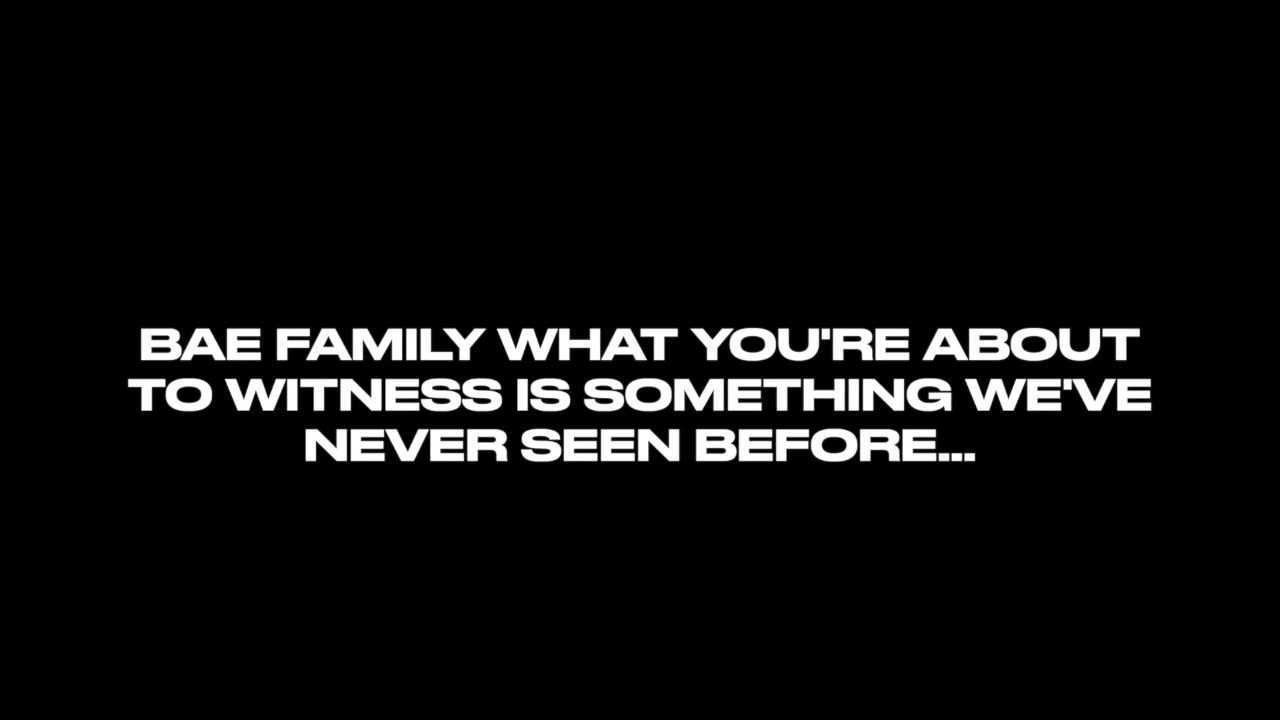 BAE FAMILY WHAT YOU'RE ABOUT
TO WITNESS IS SOMETHING WE'VE
NEVER SEEN BEFORE...